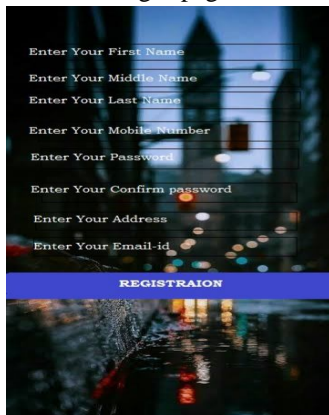 Enter Your First Name
Enter Your Middle Name
Enter Your Last Name
Enter Your Mobile Number
Enter Your Password
Enter Your Confirm password
Enter Your Address
Enter Your Email-id
REGISTRAION